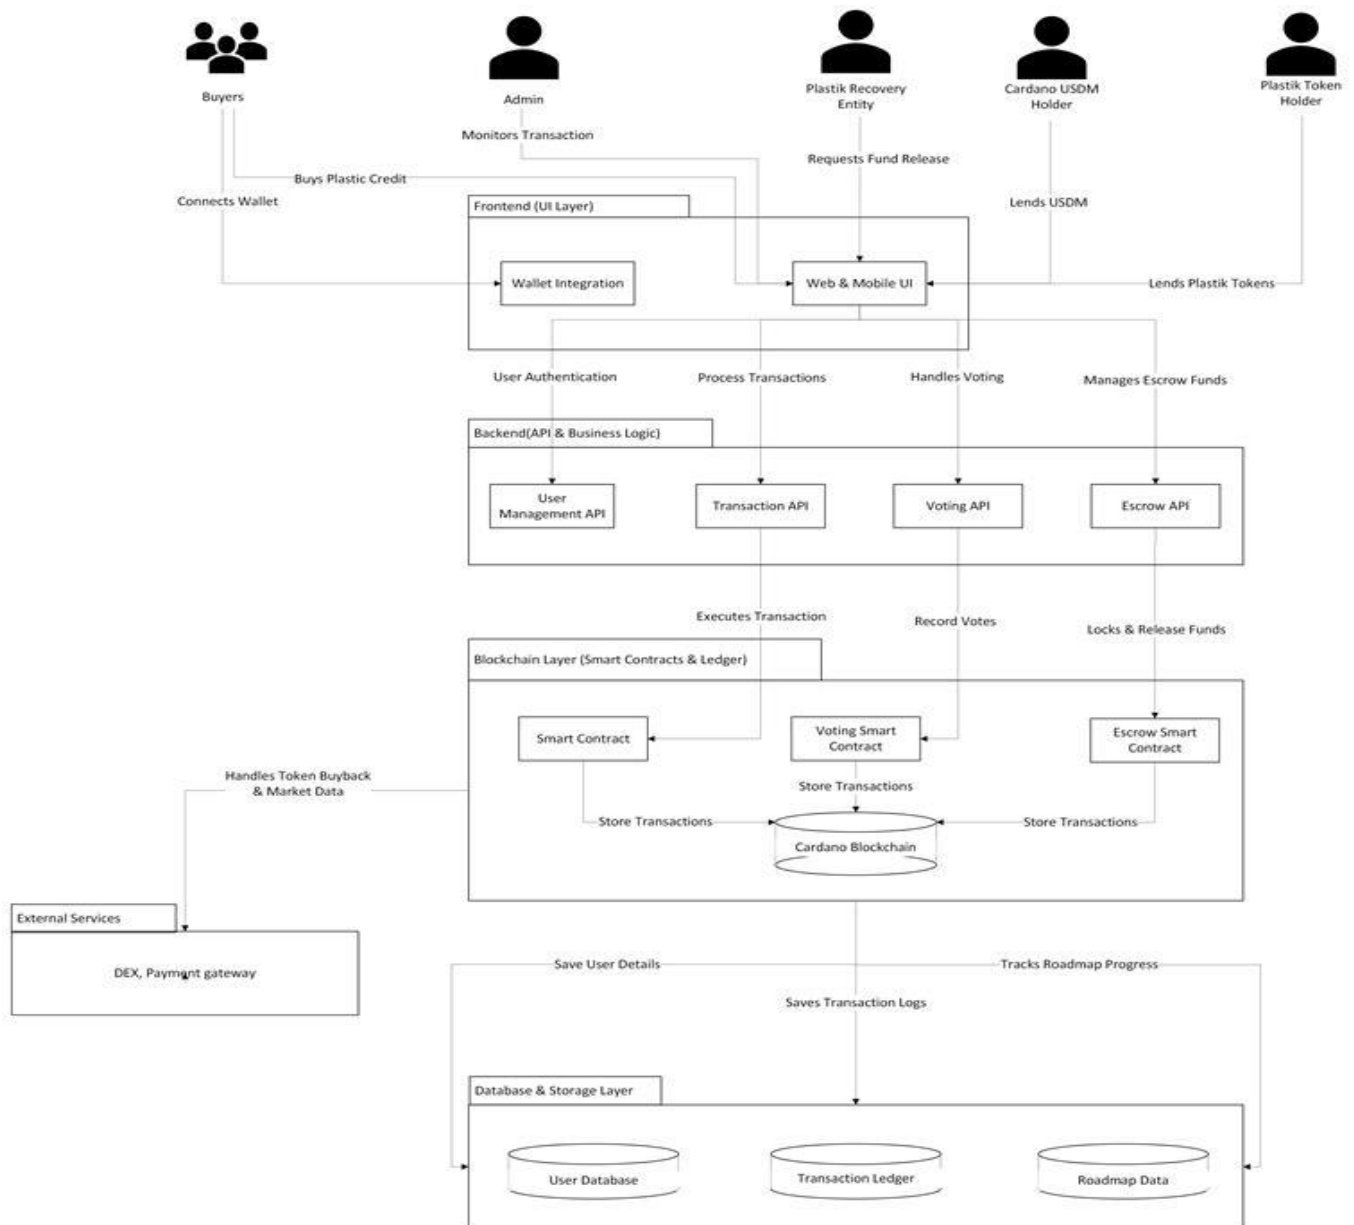 Buyers
Admin
Plastik Recovery
Entity
Cardano USDM
Holder
Plastik Token
Holder
Monitors Transaction
Requests Fund Release
Buys Plastic Credit
Connects Wallet
Lends USDM
Frontend (UI Layer)
Wallet Integration
Web & Mobile UI
Lends Plastik Tokens
User Authentication
Process Transactions
Handles Voting
Manages Escrow Funds
Backend(API & Business Logic)
User
Management API
Transaction API
Voting API
Escrow API
Executes Transaction
Record Votes
Locks & Release Funds
Blockchain Layer (Smart Contracts & Ledger)
Smart Contract
Voting Smart
Contract
Escrow Smart
Contract
Handles Token Buyback
& Market Data
Store Transactions
Store Transactions
Store Transactions
Cardano Blockchain
External Services
DEX, Payment gateway
Save User Details
Tracks Roadmap Progress
Saves Transaction Logs
Database & Storage Layer
User Database
Transaction Ledger
Roadmap Data